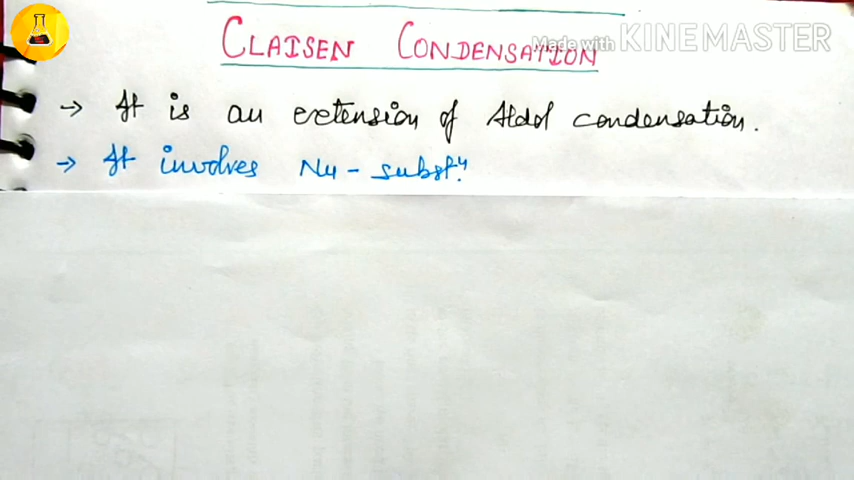 CLAISEN CONDENSATION
Made with KINEMASTER
→ It is an extension of Aldol condensation.
→ It involves Nu - substⁿ.